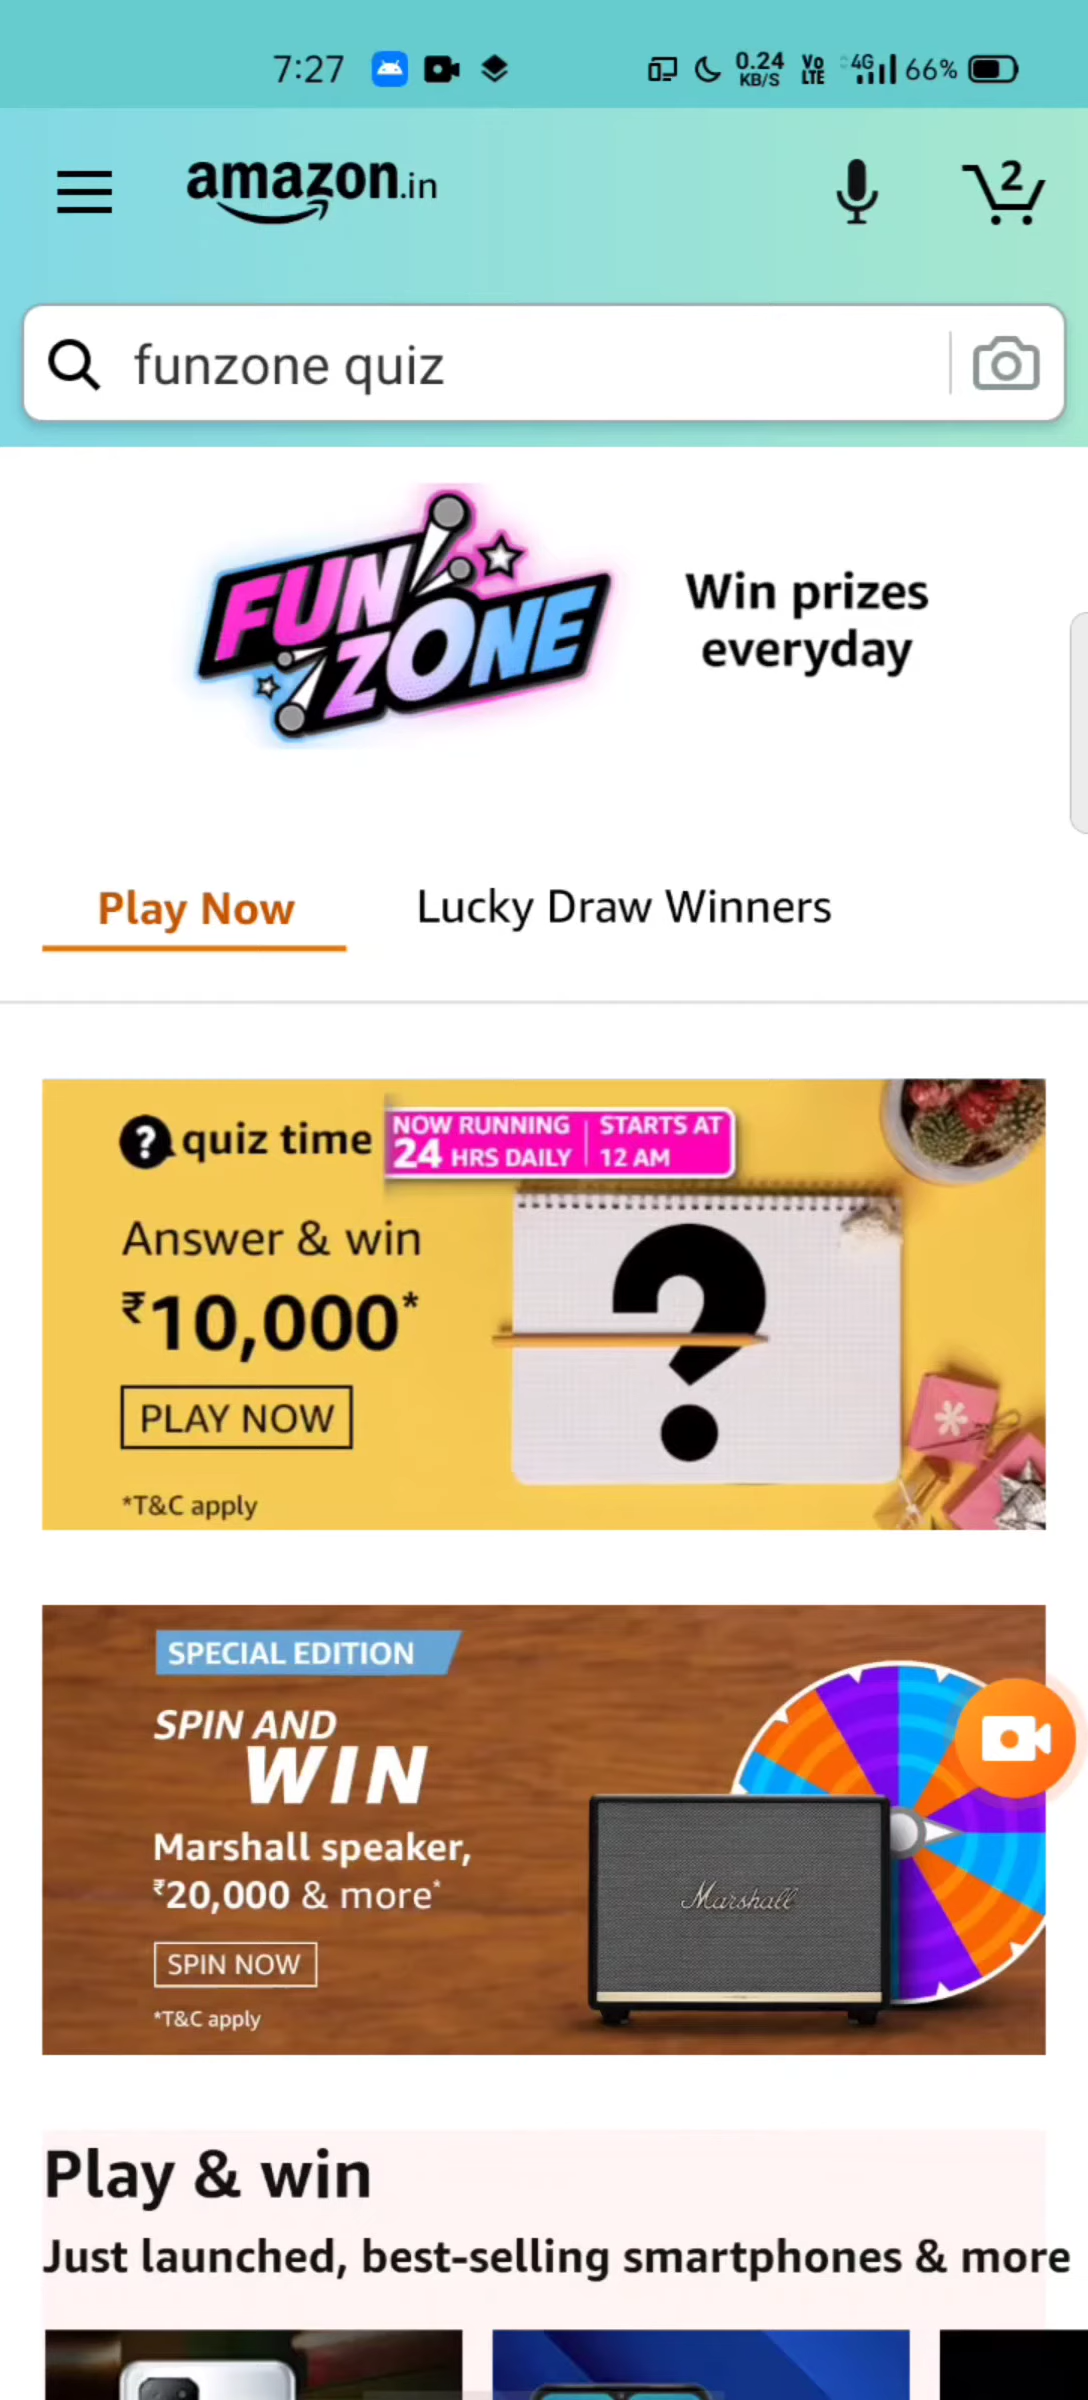 7:27 0.24 KB/S Vo LTE 4G 66%
amazon.in 2
funzone quiz
FUN ZONE
Win prizes
everyday
Play Now Lucky Draw Winners
? quiz time NOW RUNNING 24 HRS DAILY STARTS AT 12 AM
Answer & win
₹10,000*
PLAY NOW
*T&C apply
?
SPECIAL EDITION
SPIN AND
WIN
Marshall speaker,
₹20,000 & more*
SPIN NOW
*T&C apply
Marshall
Play & win
Just launched, best-selling smartphones & more